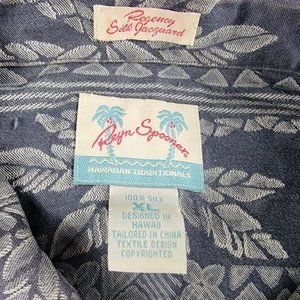 Regency
Silk Jacquard
Reyn Spooner
HAWAIIAN TRADITIONALS
100% SILK
XL
DESIGNED IN
HAWAII
TAILORED IN CHINA
TEXTILE DESIGN
COPYRIGHTED